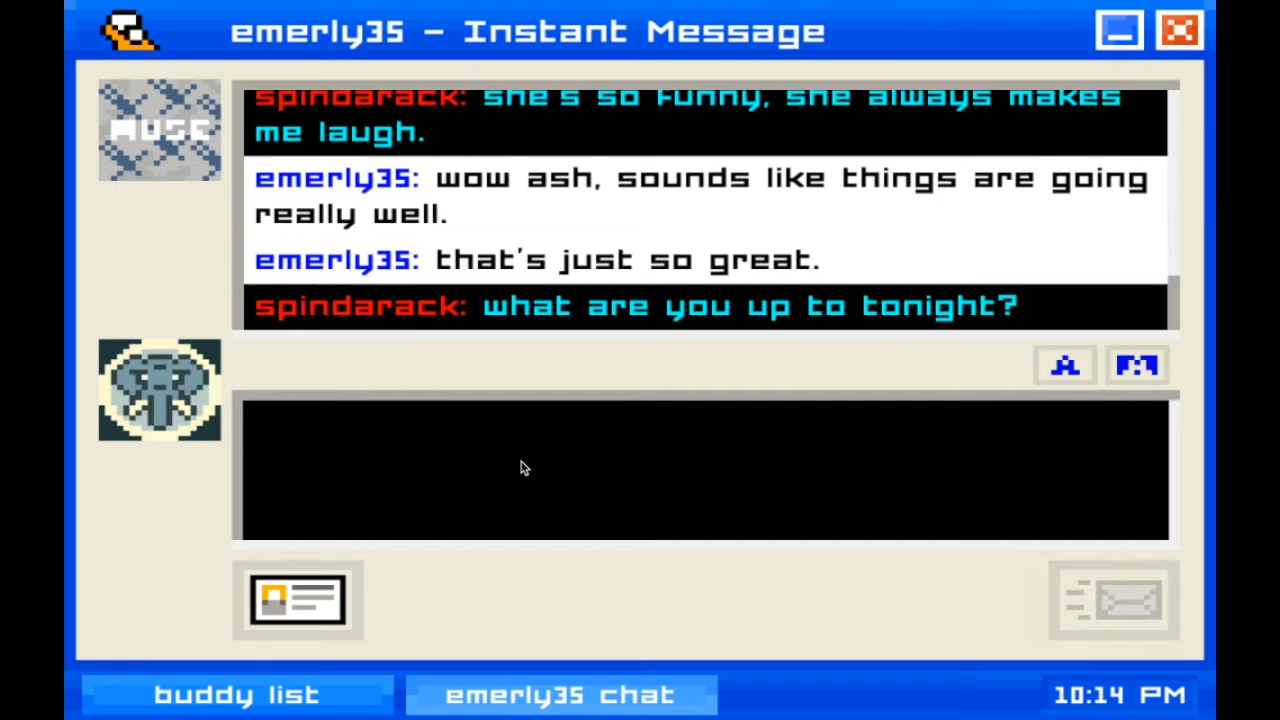 emerly35 - Instant Message
MUSE
spindarack: she's so funny, she always makes
me laugh.
emerly35: wow ash, sounds like things are going
really well.
emerly35: that's just so great.
spindarack: what are you up to tonight?
A
buddy list
emerly35 chat
10:14 PM